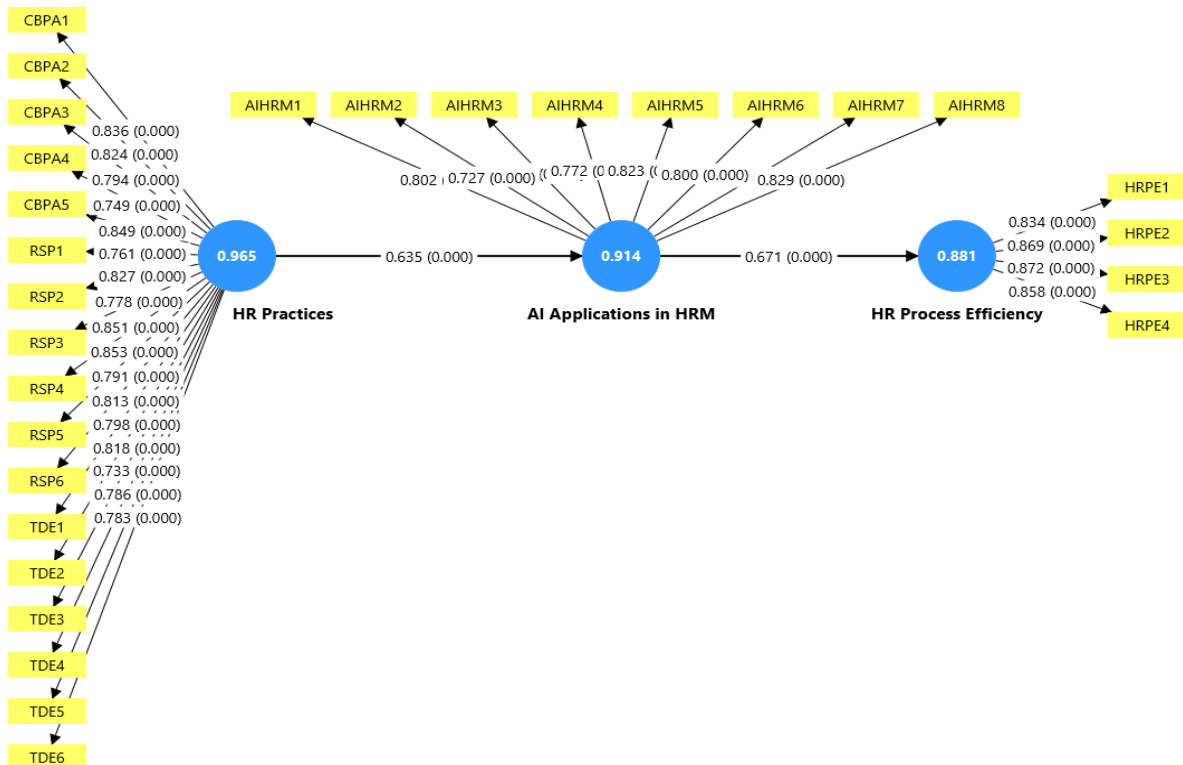 CBPA1
CBPA2
CBPA3
CBPA4
CBPA5
RSP1
RSP2
RSP3
RSP4
RSP5
RSP6
TDE1
TDE2
TDE3
TDE4
TDE5
TDE6
0.836 (0.000)
0.824 (0.000)
0.794 (0.000)
0.749 (0.000)
0.849 (0.000)
0.761 (0.000)
0.827 (0.000)
0.778 (0.000)
0.851 (0.000)
0.853 (0.000)
0.791 (0.000)
0.813 (0.000)
0.798 (0.000)
0.818 (0.000)
0.733 (0.000)
0.786 (0.000)
0.783 (0.000)
0.965
HR Practices
0.635 (0.000)
AIHRM1 AIHRM2 AIHRM3 AIHRM4 AIHRM5 AIHRM6 AIHRM7 AIHRM8
0.802 0.727 (0.000) 0.772 0.823 0.800 (0.000) 0.829 (0.000)
0.914
AI Applications in HRM
0.671 (0.000)
0.881
HR Process Efficiency
0.834 (0.000)
0.869 (0.000)
0.872 (0.000)
0.858 (0.000)
HRPE1
HRPE2
HRPE3
HRPE4